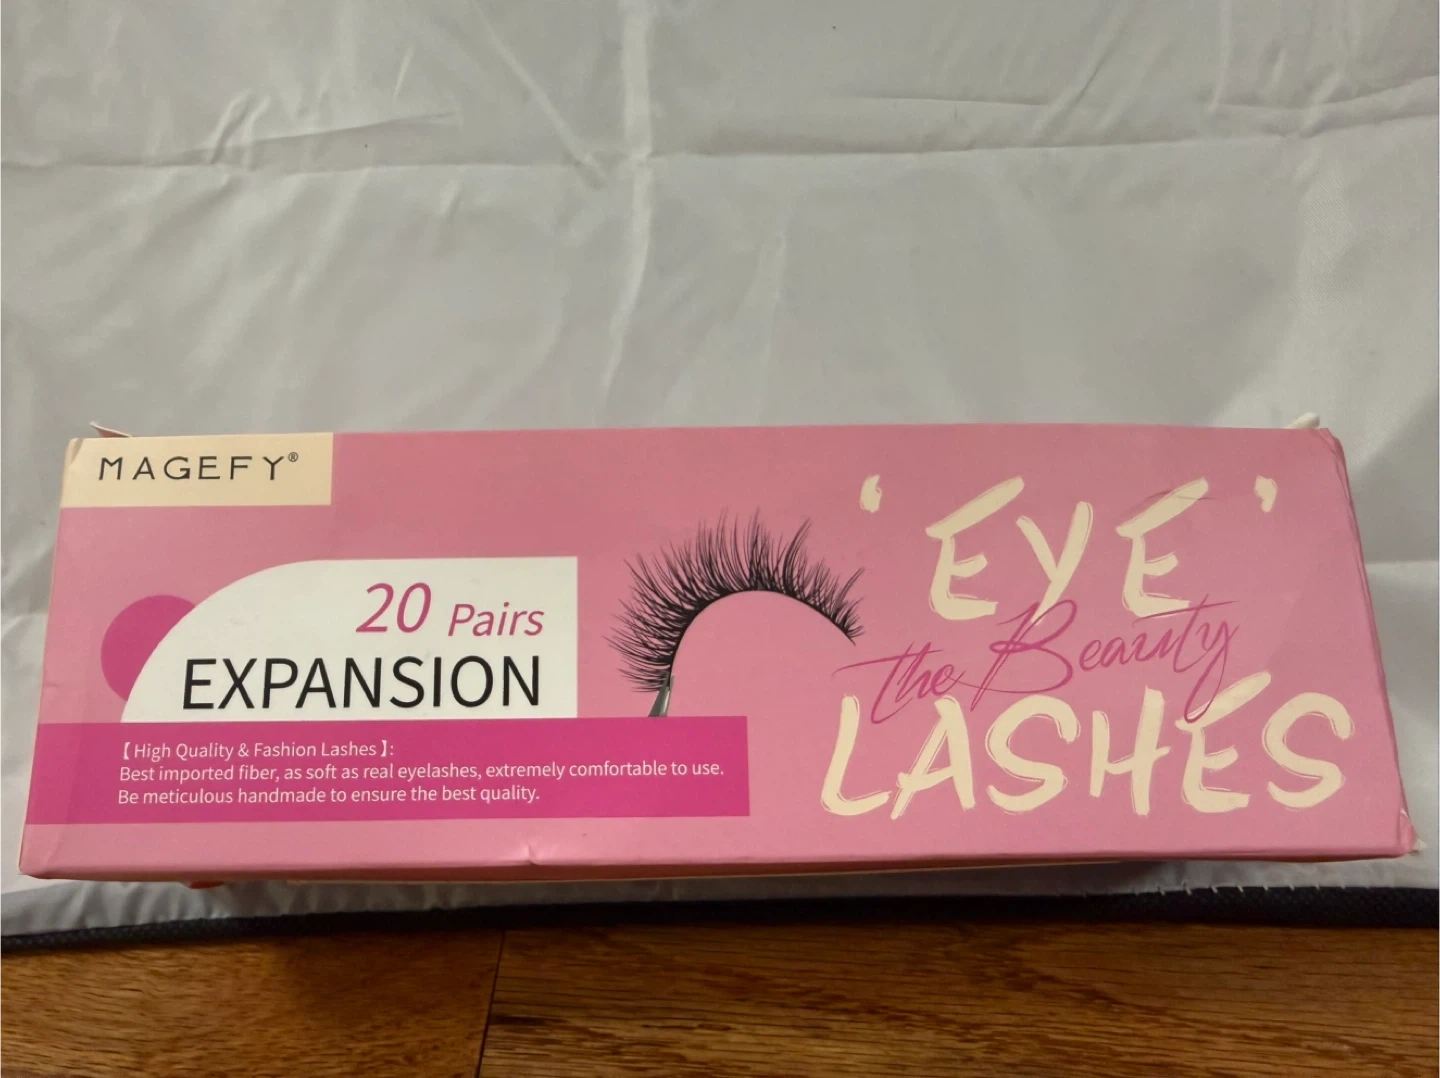 MAGEFY®
20 Pairs
EXPANSION
【High Quality & Fashion Lashes】:
Best imported fiber, as soft as real eyelashes, extremely comfortable to use.
Be meticulous handmade to ensure the best quality.
'EYE'
the Beauty
LASHES